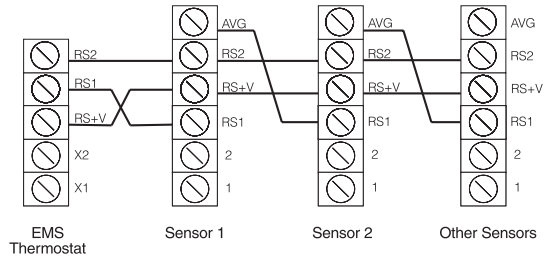 AVG AVG AVG
RS2 RS2 RS2 RS2
RS1 RS+V RS+V RS+V
RS+V RS1 RS1 RS1
X2 2 2 2
X1 1 1 1
EMS Thermostat
Sensor 1
Sensor 2
Other Sensors